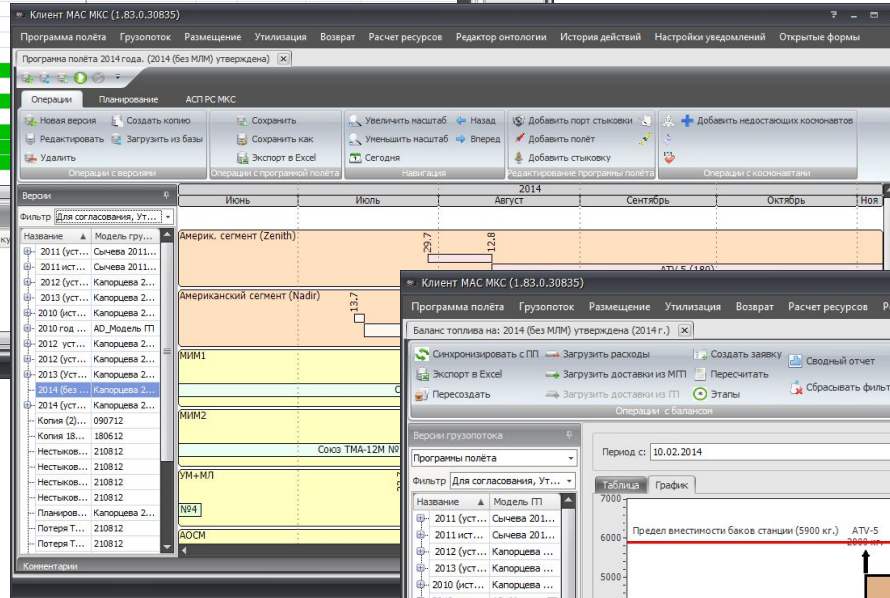 Клиент МАС МКС (1.83.0.30835)
Программа полёта Грузопоток Размещение Утилизация Возврат Расчет ресурсов Редактор онтологии История действий Настройки уведомлений Открытые формы
Программа полёта 2014 года. (2014 (без МЛМ) утверждена)
Операции Планирование АСП РС МКС
Новая версия Создать копию Сохранить Увеличить масштаб Назад Добавить порт стыковки Добавить недостающих космонавтов
Редактировать Загрузить из базы Сохранить как Уменьшить масштаб Вперед Добавить полёт
Удалить Экспорт в Excel Сегодня Добавить стыковку
Операции с версиями Операции с программой полёта Навигация Редактирование программы полёта Операции с космонавтами
Версии
Фильтр Для согласования, Ут...
Название Модель гру...
2011 (уст... Сычева 2011...
2011 ист... Сычева 2011...
2012 (уст... Капорцева 2...
2013 (уст... Капорцева 2...
2010 (ист... Капорцева 2...
2010 год ... AD_Модель ГП
2012 уст... Капорцева 2...
2012 (уст... Капорцева 2...
2013 (Уст... Капорцева 2...
2014 (без ... Капорцева 2...
2014 (уст... Капорцева 2...
Копия (2)... 090712
Копия 18... 180612
Нестыков... 210812
Нестыков... 210812
Нестыков... 210812
Нестыков... 210812
Планиров... Капорцева 2...
Потеря Т... 210812
Потеря Т... 210812
Комментарии
2014
Июнь Июль Август Сентябрь Октябрь Ноя
Америк. сегмент (Zenith)
29.7
12.8
ATV-5 (180)
Американский сегмент (Nadir)
13.7
МИМ1
С
МИМ2
Союз ТМА-12М №
УМ+МЛ
№4
АОСМ
Клиент МАС МКС (1.83.0.30835)
Программа полёта Грузопоток Размещение Утилизация Возврат Расчет ресурсов Р
Баланс топлива на: 2014 (без МЛМ) утверждена (2014 г.)
Синхронизировать с ПП Загрузить расходы Создать заявку Сводный отчет
Экспорт в Excel Загрузить доставки из МГП Пересчитать
Пересоздать Загрузить доставки из ГП Этапы Сбрасывать фильт
Операции с балансом
Версии грузопотока
Программы полёта
Фильтр Для согласования, Ут...
Название Модель ГП
2011 (уст... Сычева 201...
2011 ист... Сычева 201...
2012 (уст... Капорцева ...
2013 (уст... Капорцева ...
2010 (ист... Капорцева ...
Период с: 10.02.2014
Таблица График
7000
Предел вместимости баков станции (5900 кг.) ATV-5
6000
5000